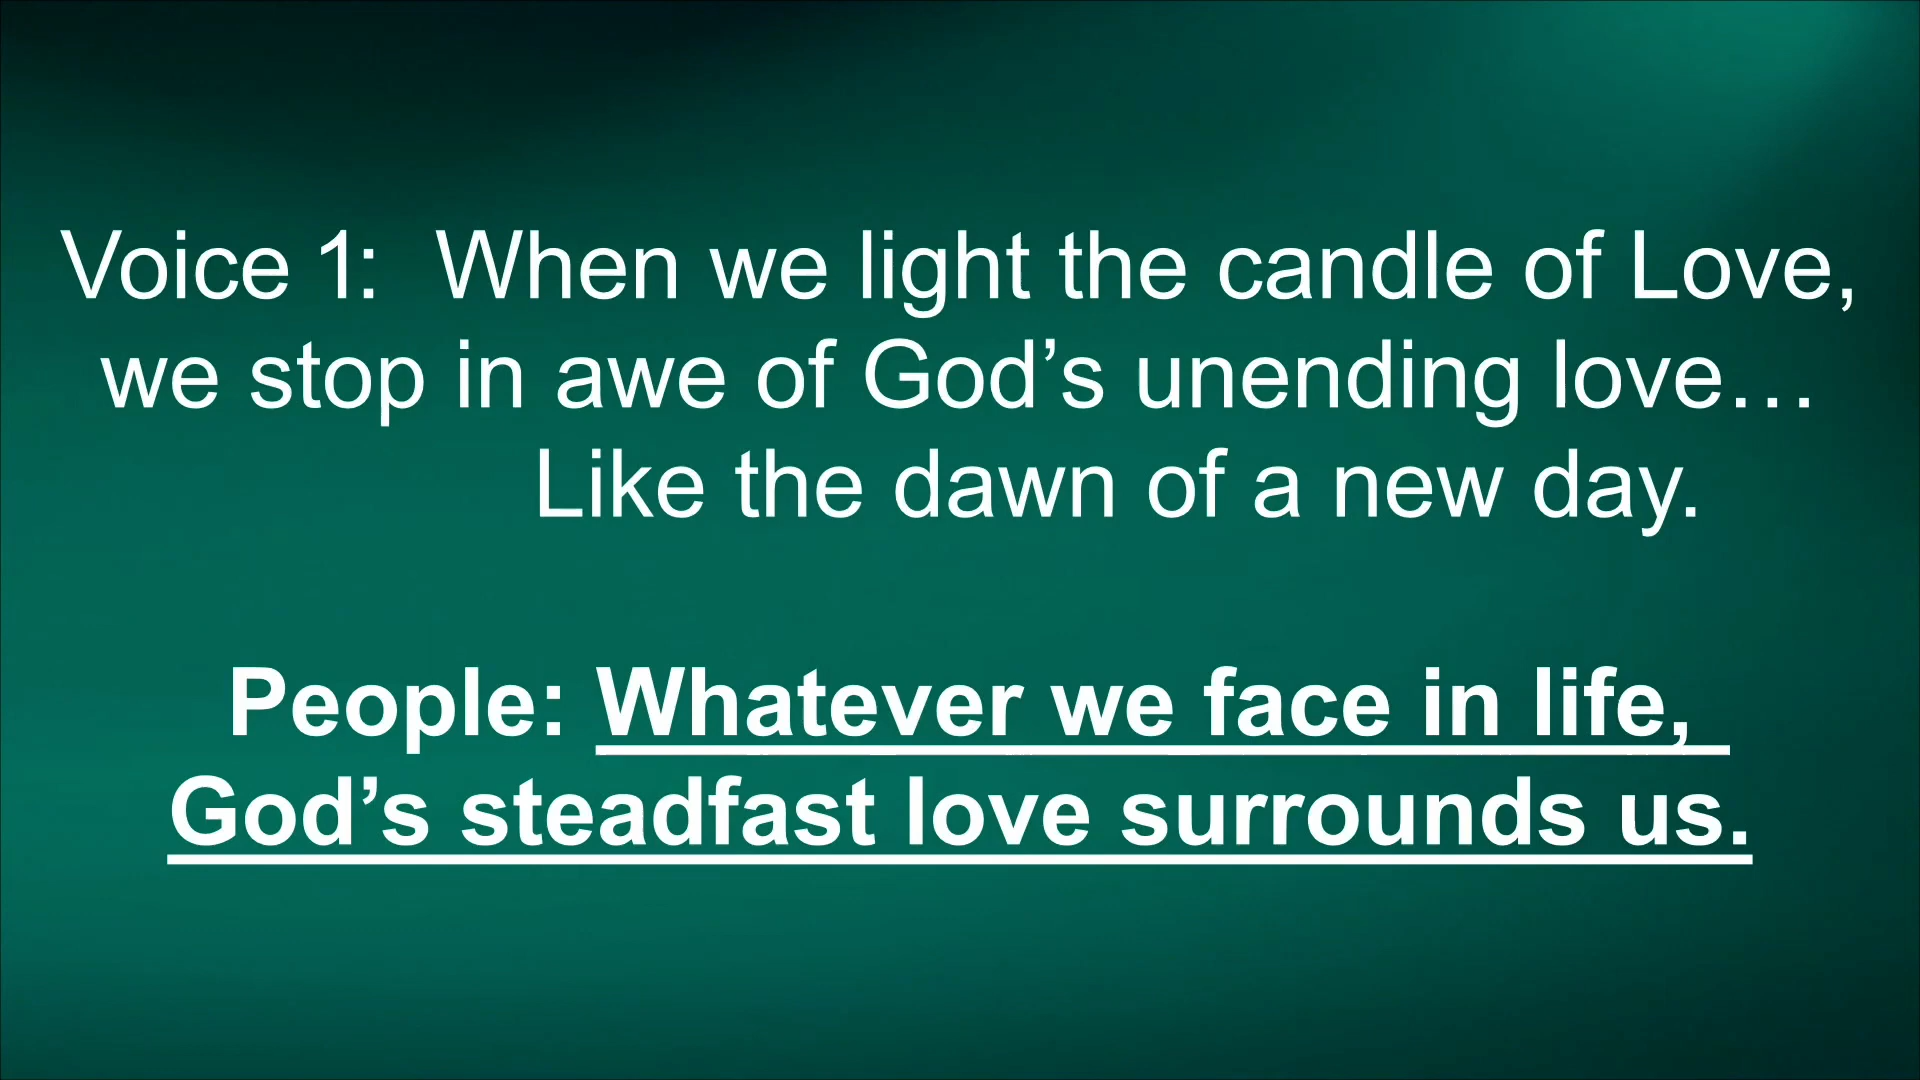 Voice 1:  When we light the candle of Love,
we stop in awe of God’s unending love…
Like the dawn of a new day.
People: Whatever we face in life,
God’s steadfast love surrounds us.